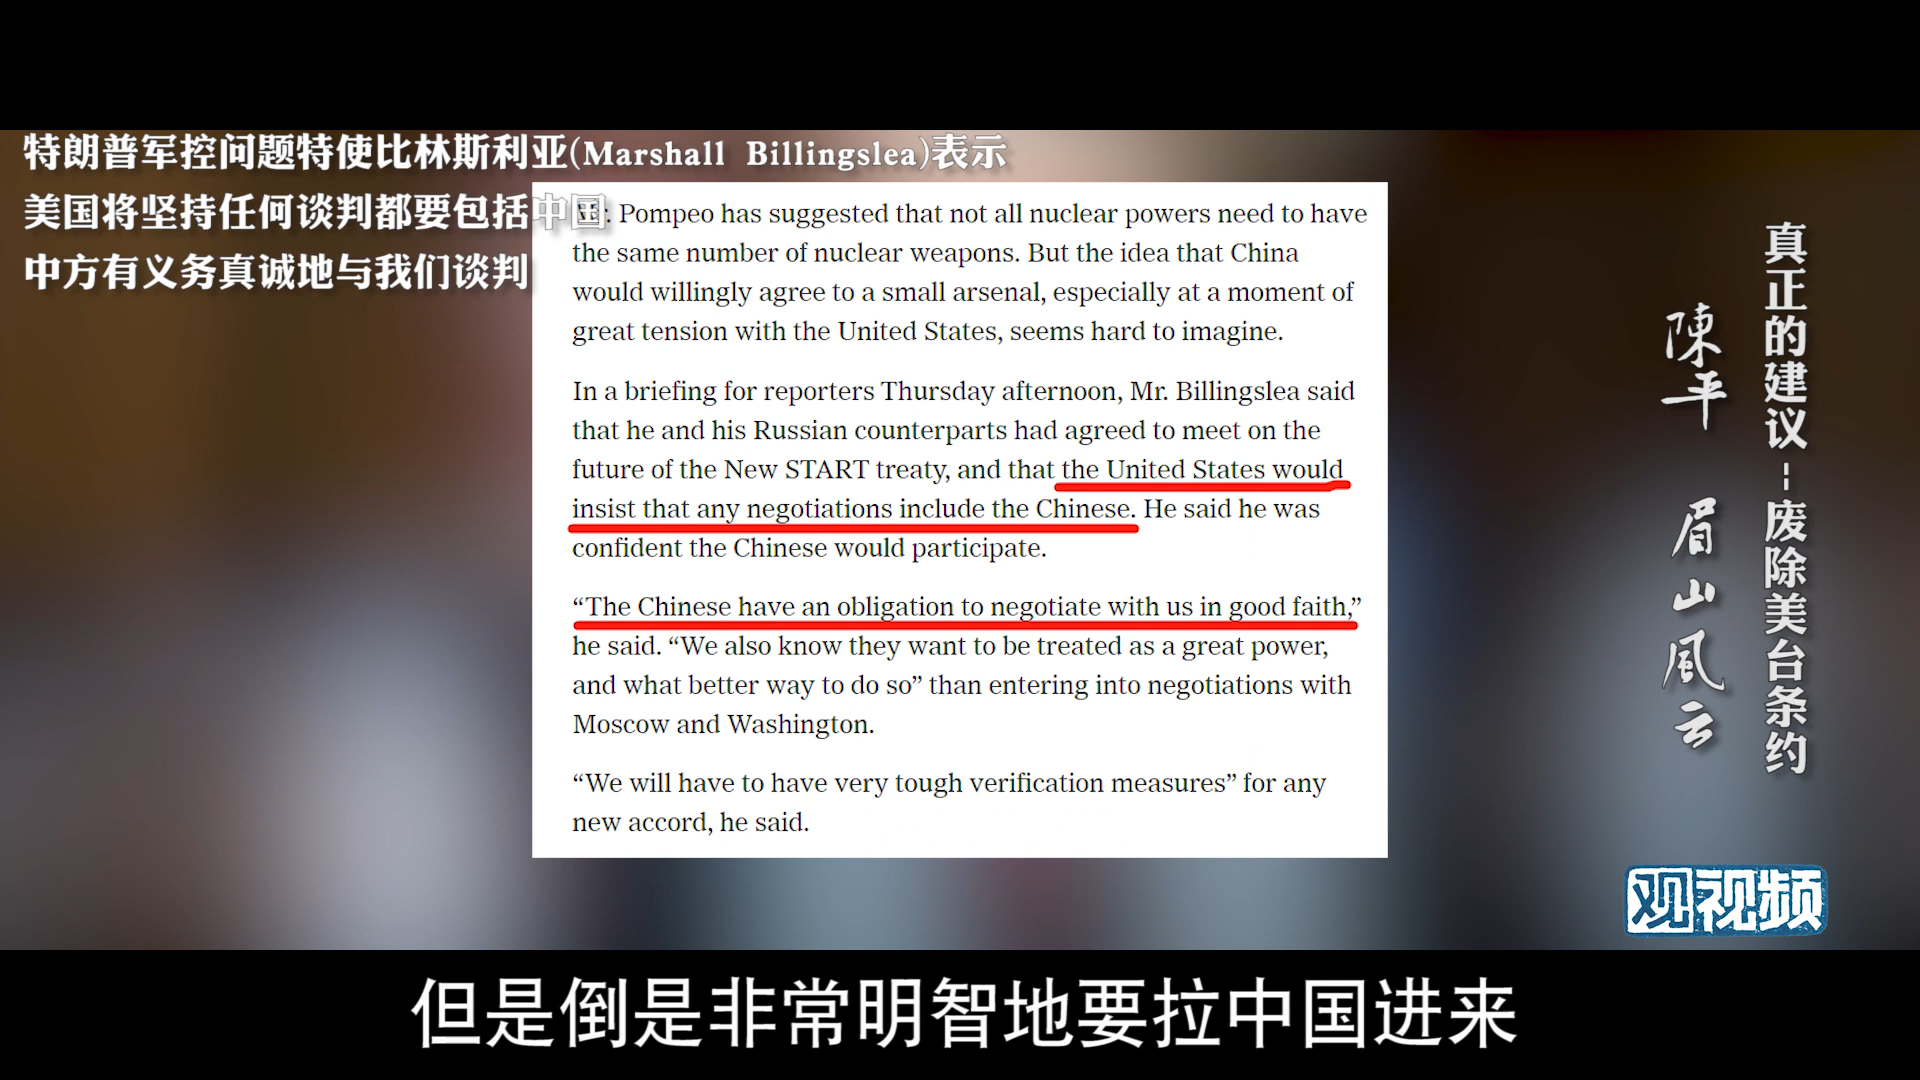 特朗普军控问题特使比林斯利亚(Marshall Billingslea)表示
美国将坚持任何谈判都要包括中国
中方有义务真诚地与我们谈判
Mr. Pompeo has suggested that not all nuclear powers need to have
the same number of nuclear weapons. But the idea that China
would willingly agree to a small arsenal, especially at a moment of
great tension with the United States, seems hard to imagine.
In a briefing for reporters Thursday afternoon, Mr. Billingslea said
that he and his Russian counterparts had agreed to meet on the
future of the New START treaty, and that the United States would
insist that any negotiations include the Chinese. He said he was
confident the Chinese would participate.
“The Chinese have an obligation to negotiate with us in good faith,”
he said. “We also know they want to be treated as a great power,
and what better way to do so” than entering into negotiations with
Moscow and Washington.
“We will have to have very tough verification measures” for any
new accord, he said.
真正的建议--废除美台条约
陳平 眉山風云
观视频
但是倒是非常明智地要拉中国进来